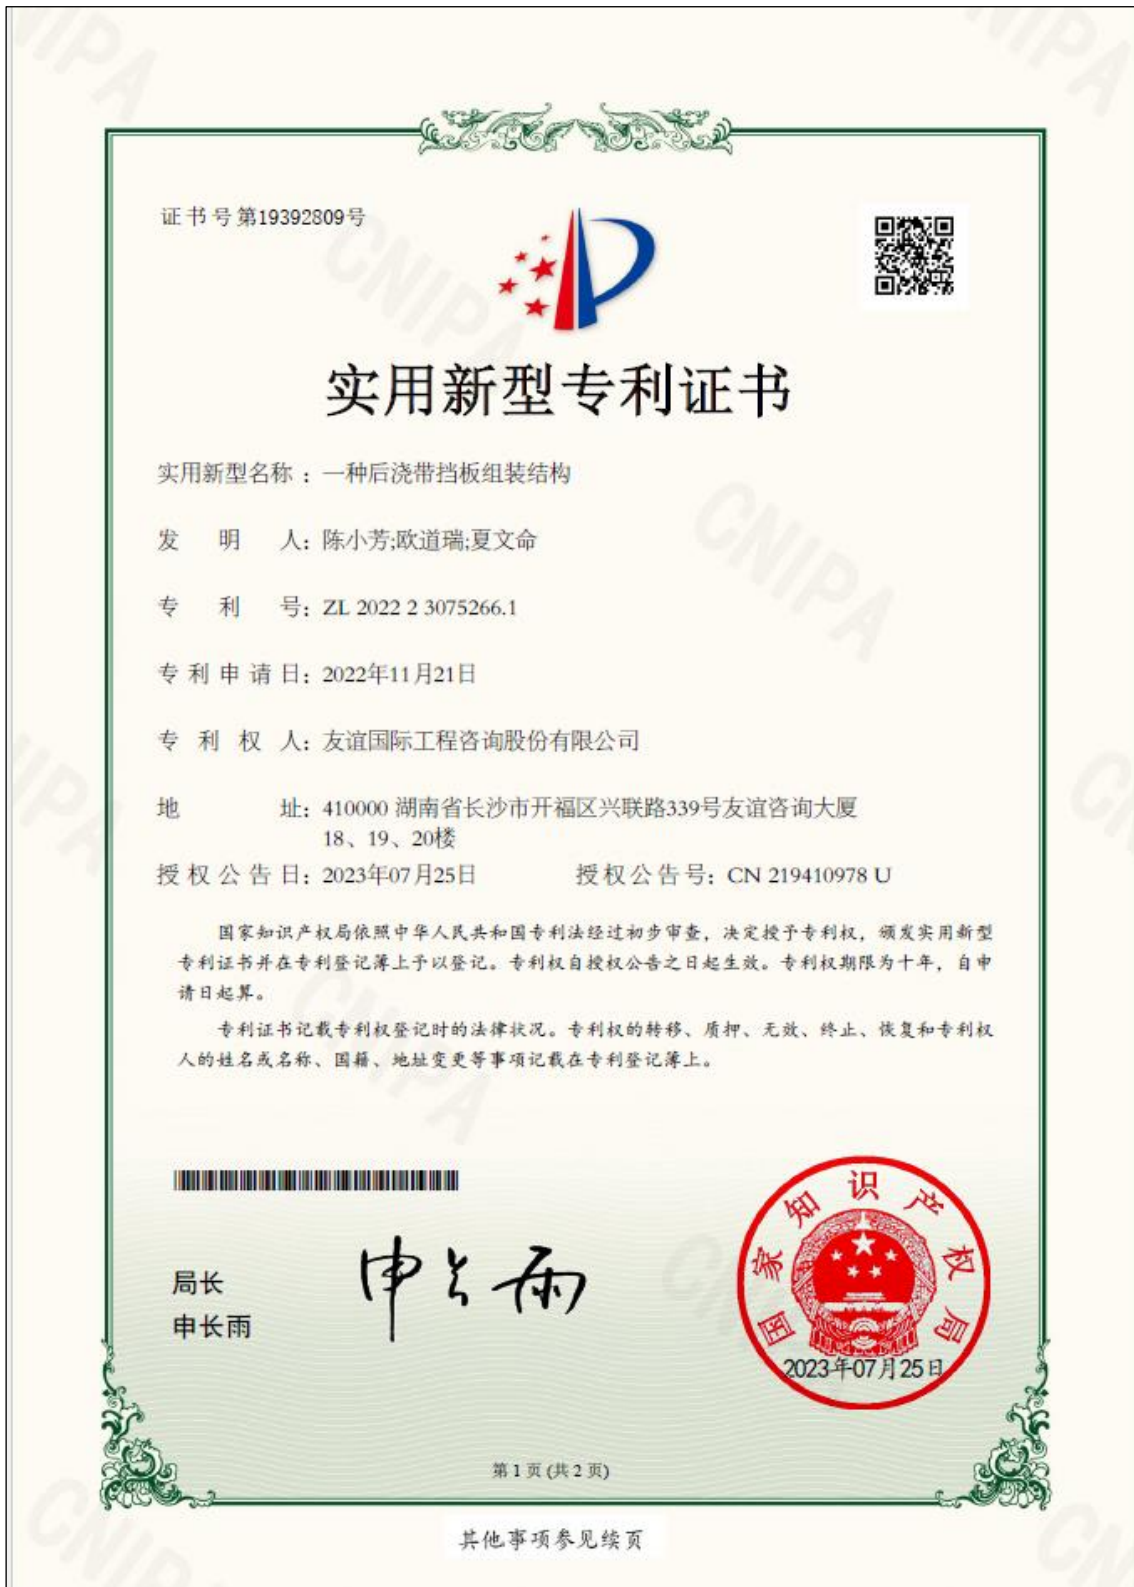 证书号第19392809号
实用新型专利证书
实用新型名称：一种后浇带挡板组装结构
发明人：陈小芳;欧道瑞;夏文命
专利号：ZL 2022 2 3075266.1
专利申请日：2022年11月21日
专利权人：友谊国际工程咨询股份有限公司
地址：410000 湖南省长沙市开福区兴联路339号友谊咨询大厦
18、19、20楼
授权公告日：2023年07月25日 授权公告号：CN 219410978 U
国家知识产权局依照中华人民共和国专利法经过初步审查，决定授予专利权，颁发实用新型
专利证书并在专利登记簿上予以登记。专利权自授权公告之日起生效。专利权期限为十年，自申
请日起算。
专利证书记载专利权登记时的法律状况。专利权的转移、质押、无效、终止、恢复和专利权
人的姓名或名称、国籍、地址变更等事项记载在专利登记簿上。
局长
申长雨
申长雨
国家知识产权局
2023年07月25日
第1页(共2页)
其他事项参见续页
CNIPA
CNIPA
CNIPA
CNIPA
CNIPA
CNIPA
CNIPA
CNIPA
CNIPA
CNIPA
CNIPA